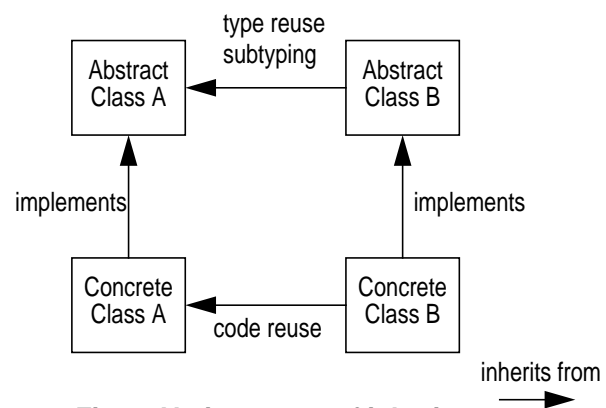 type reuse
subtyping
Abstract
Class A
Abstract
Class B
implements
implements
Concrete
Class A
code reuse
Concrete
Class B
inherits from